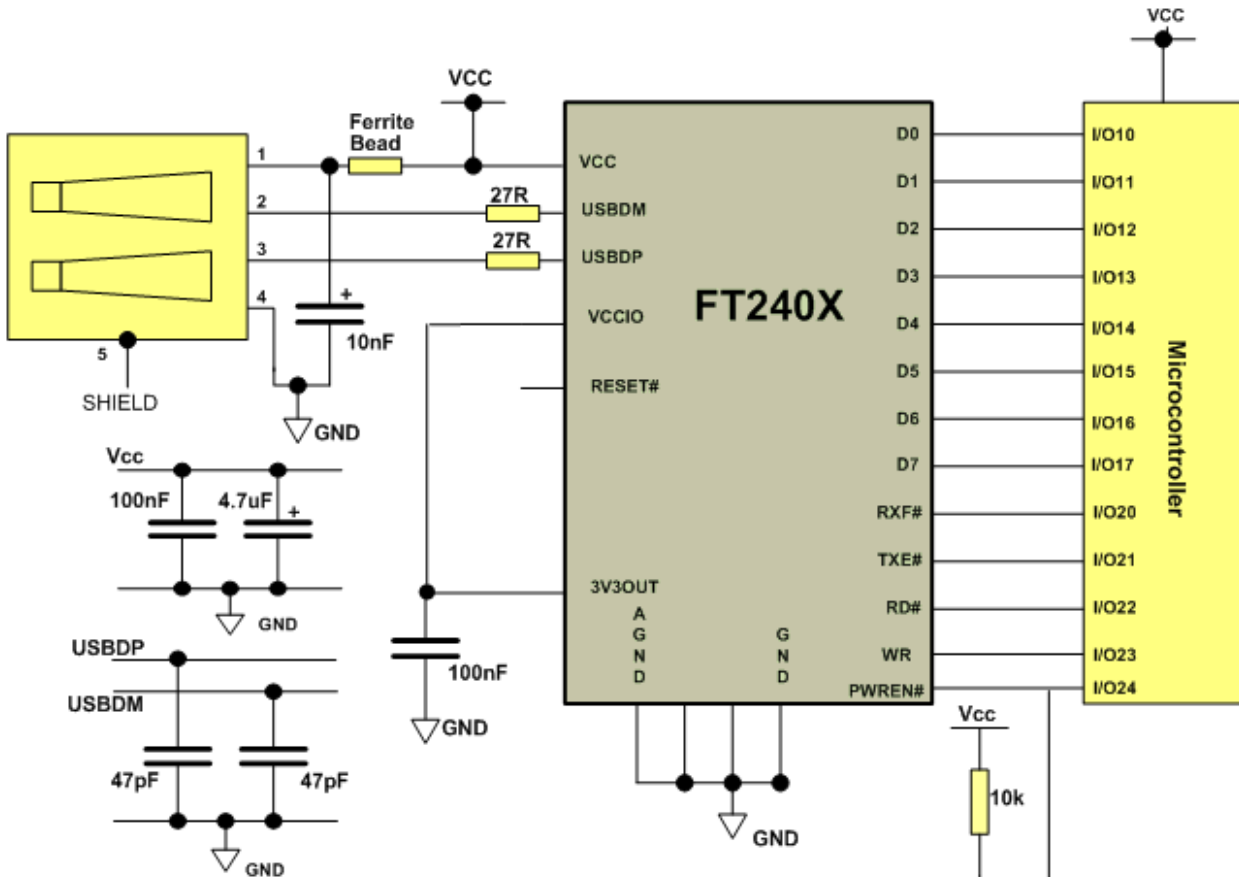 VCC
VCC
Ferrite
Bead
1
2
3
4
5
SHIELD
27R
27R
+
10nF
GND
VCC
USBDM
USBDP
VCCIO
RESET#
3V3OUT
AGND
GND
FT240X
D0
D1
D2
D3
D4
D5
D6
D7
RXF#
TXE#
RD#
WR
PWREN#
I/O10
I/O11
I/O12
I/O13
I/O14
I/O15
I/O16
I/O17
I/O20
I/O21
I/O22
I/O23
I/O24
Microcontroller
Vcc
100nF
4.7uF
+
GND
USBDP
USBDM
47pF
47pF
GND
100nF
GND
GND
Vcc
10k